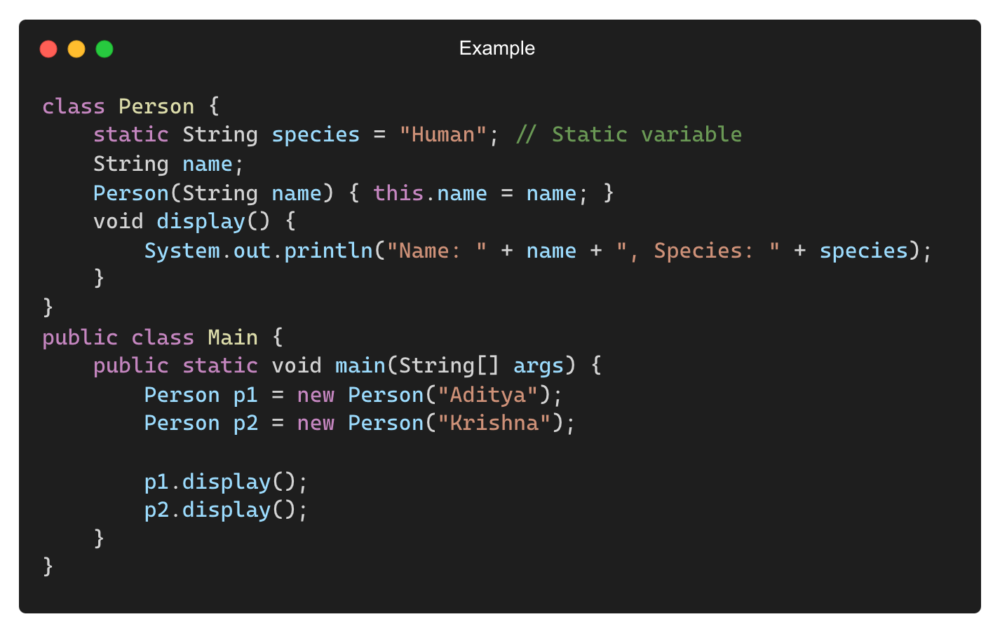 Example
class Person {
    static String species = "Human"; // Static variable
    String name;
    Person(String name) { this.name = name; }
    void display() {
        System.out.println("Name: " + name + ", Species: " + species);
    }
}
public class Main {
    public static void main(String[] args) {
        Person p1 = new Person("Aditya");
        Person p2 = new Person("Krishna");

        p1.display();
        p2.display();
    }
}